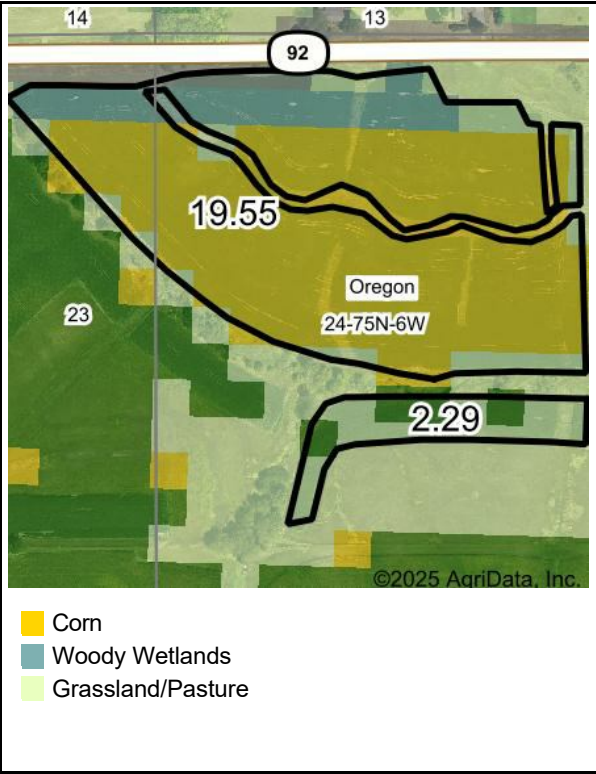 14
13
92
19.55
Oregon
24-75N-6W
23
2.29
©2025 AgriData, Inc.
Corn
Woody Wetlands
Grassland/Pasture